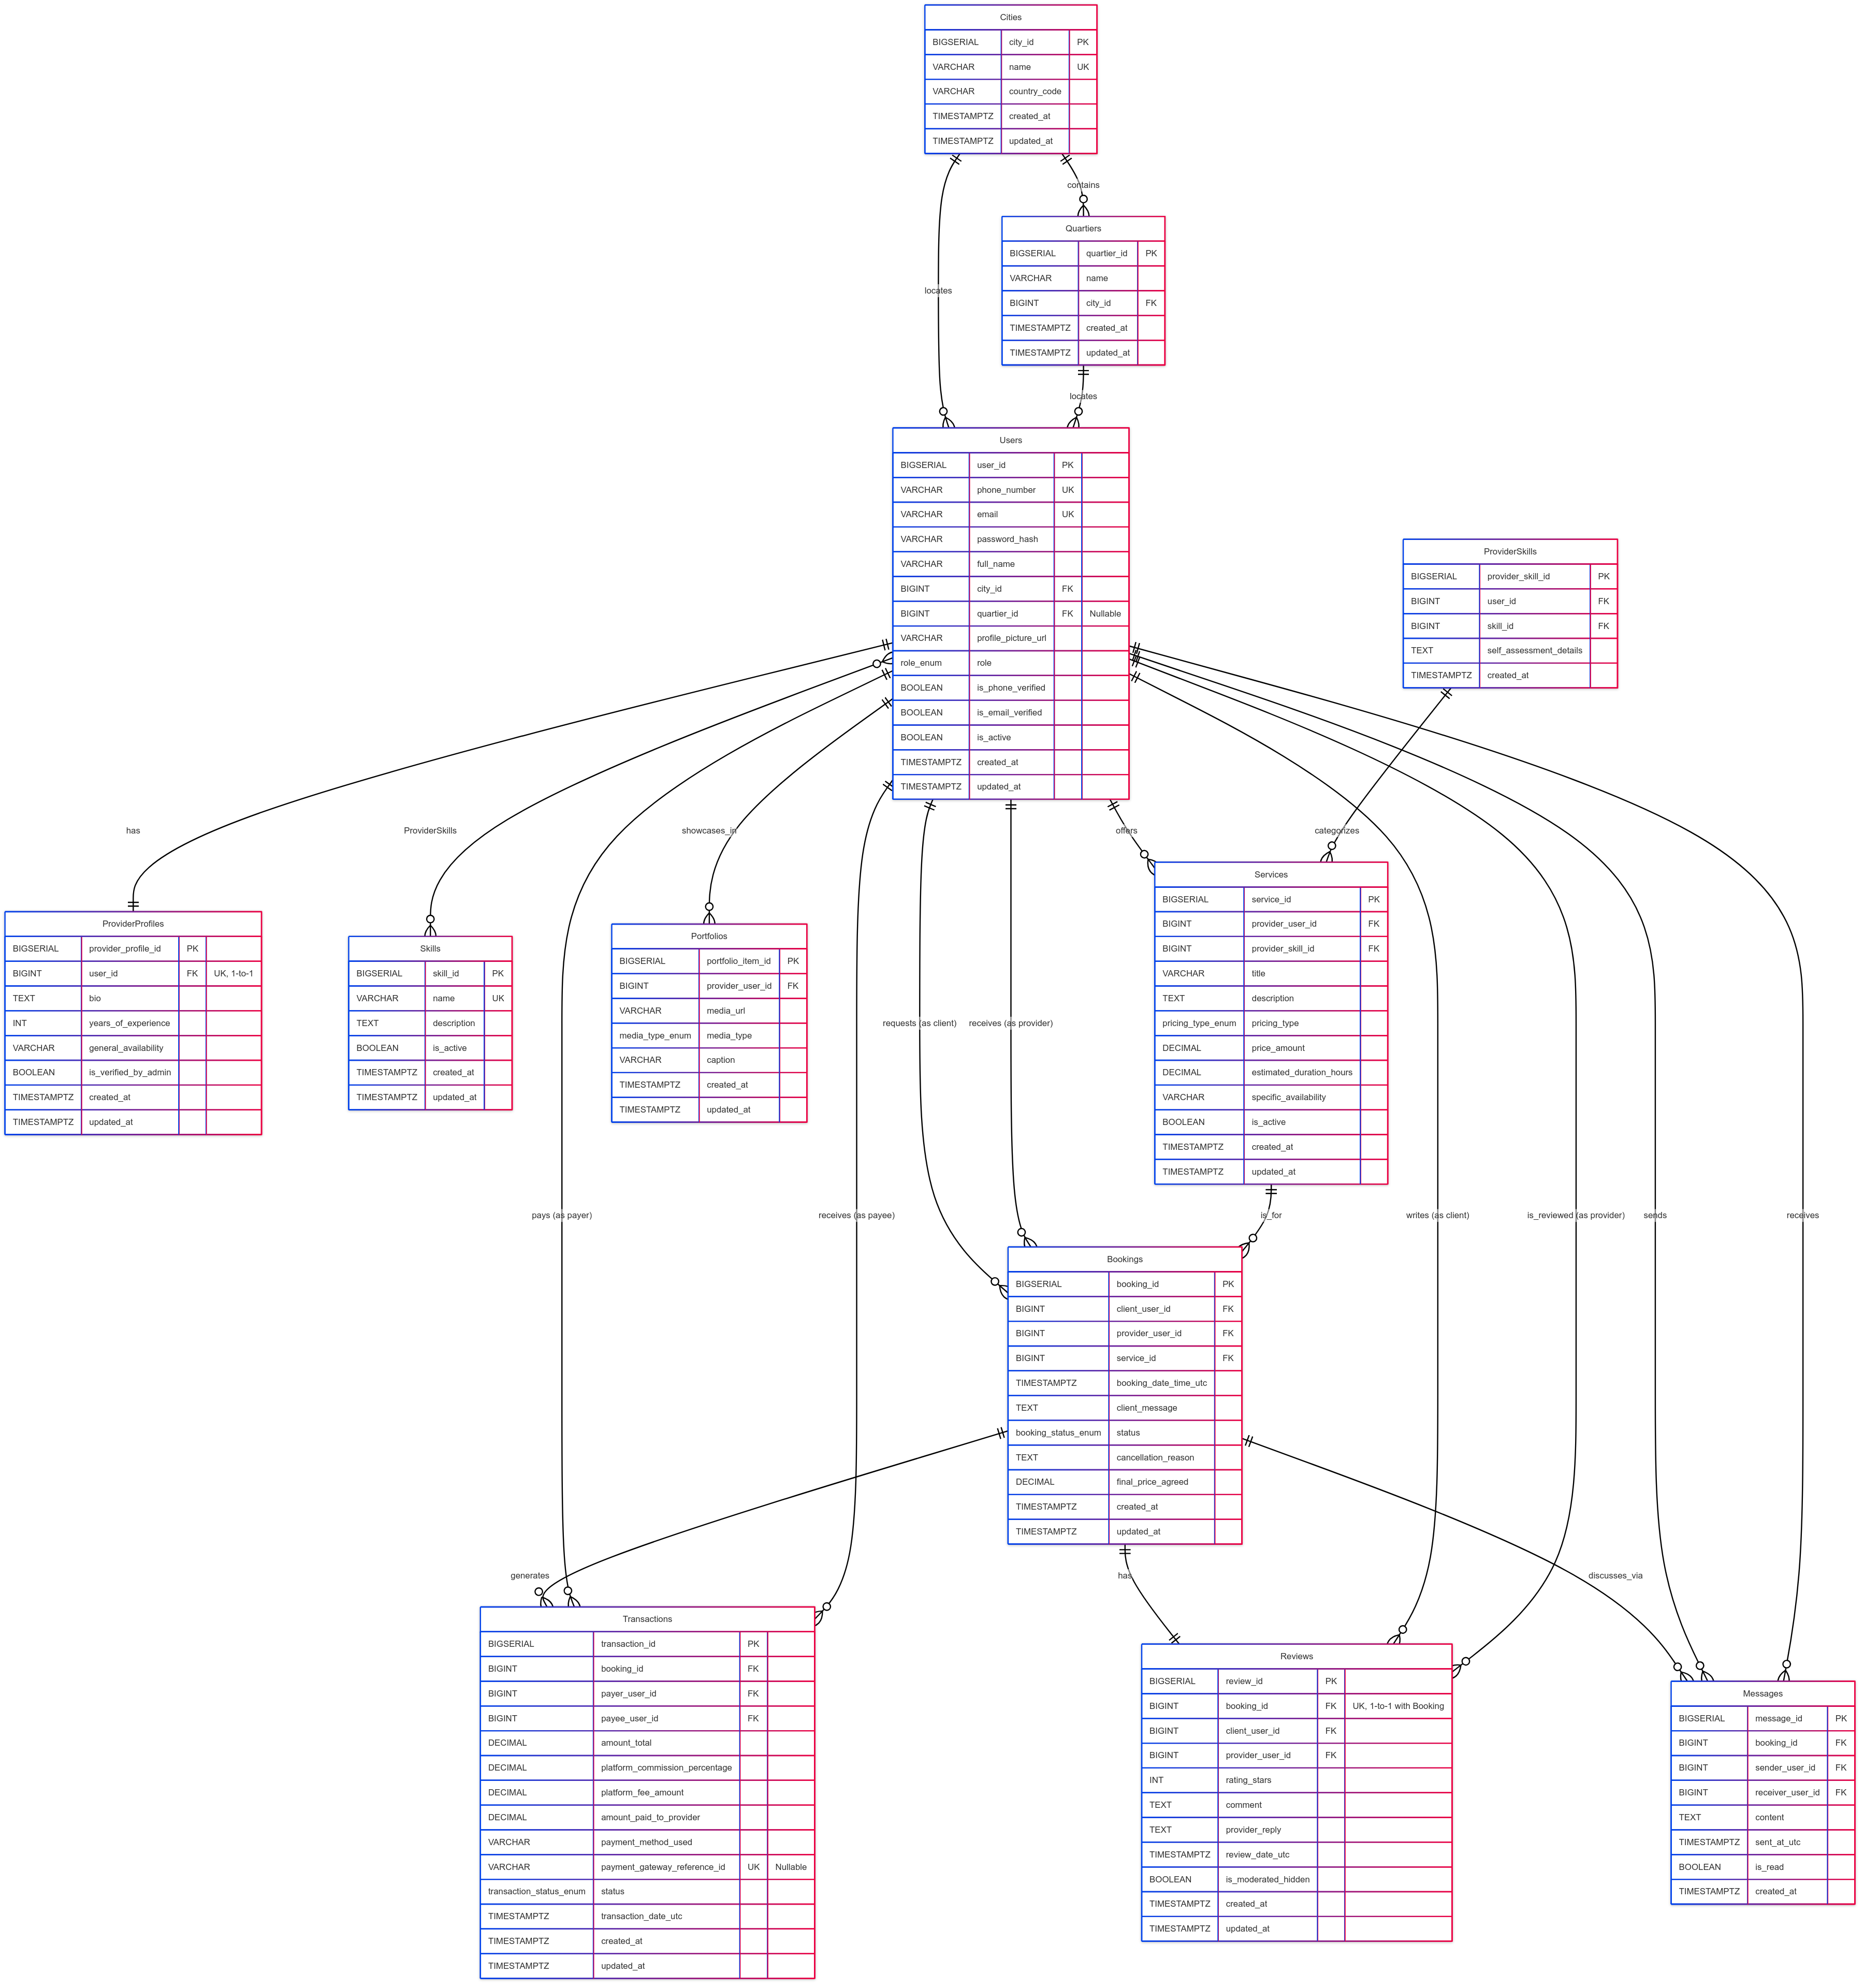 Cities
BIGSERIAL city_id PK
VARCHAR name UK
VARCHAR country_code
TIMESTAMPTZ created_at
TIMESTAMPTZ updated_at
contains
Quartiers
BIGSERIAL quartier_id PK
VARCHAR name
BIGINT city_id FK
TIMESTAMPTZ created_at
TIMESTAMPTZ updated_at
locates
locates
Users
BIGSERIAL user_id PK
VARCHAR phone_number UK
VARCHAR email UK
VARCHAR password_hash
VARCHAR full_name
BIGINT city_id FK
BIGINT quartier_id FK Nullable
VARCHAR profile_picture_url
role_enum role
BOOLEAN is_phone_verified
BOOLEAN is_email_verified
BOOLEAN is_active
TIMESTAMPTZ created_at
TIMESTAMPTZ updated_at
ProviderSkills
BIGSERIAL provider_skill_id PK
BIGINT user_id FK
BIGINT skill_id FK
TEXT self_assessment_details
TIMESTAMPTZ created_at
has
ProviderSkills
showcases_in
offers
categorizes
ProviderProfiles
BIGSERIAL provider_profile_id PK
BIGINT user_id FK UK, 1-to-1
TEXT bio
INT years_of_experience
VARCHAR general_availability
BOOLEAN is_verified_by_admin
TIMESTAMPTZ created_at
TIMESTAMPTZ updated_at
Skills
BIGSERIAL skill_id PK
VARCHAR name UK
TEXT description
BOOLEAN is_active
TIMESTAMPTZ created_at
TIMESTAMPTZ updated_at
Portfolios
BIGSERIAL portfolio_item_id PK
BIGINT provider_user_id FK
VARCHAR media_url
media_type_enum media_type
VARCHAR caption
TIMESTAMPTZ created_at
TIMESTAMPTZ updated_at
requests (as client)
receives (as provider)
Services
BIGSERIAL service_id PK
BIGINT provider_user_id FK
BIGINT provider_skill_id FK
VARCHAR title
TEXT description
pricing_type_enum pricing_type
DECIMAL price_amount
DECIMAL estimated_duration_hours
VARCHAR specific_availability
BOOLEAN is_active
TIMESTAMPTZ created_at
TIMESTAMPTZ updated_at
pays (as payer)
receives (as payee)
is_for
writes (as client)
is_reviewed (as provider)
sends
receives
Bookings
BIGSERIAL booking_id PK
BIGINT client_user_id FK
BIGINT provider_user_id FK
BIGINT service_id FK
TIMESTAMPTZ booking_date_time_utc
TEXT client_message
booking_status_enum status
TEXT cancellation_reason
DECIMAL final_price_agreed
TIMESTAMPTZ created_at
TIMESTAMPTZ updated_at
generates
has
discusses_via
Transactions
BIGSERIAL transaction_id PK
BIGINT booking_id FK
BIGINT payer_user_id FK
BIGINT payee_user_id FK
DECIMAL amount_total
DECIMAL platform_commission_percentage
DECIMAL platform_fee_amount
DECIMAL amount_paid_to_provider
VARCHAR payment_method_used
VARCHAR payment_gateway_reference_id UK Nullable
transaction_status_enum status
TIMESTAMPTZ transaction_date_utc
TIMESTAMPTZ created_at
TIMESTAMPTZ updated_at
Reviews
BIGSERIAL review_id PK
BIGINT booking_id FK UK, 1-to-1 with Booking
BIGINT client_user_id FK
BIGINT provider_user_id FK
INT rating_stars
TEXT comment
TEXT provider_reply
TIMESTAMPTZ review_date_utc
BOOLEAN is_moderated_hidden
TIMESTAMPTZ created_at
TIMESTAMPTZ updated_at
Messages
BIGSERIAL message_id PK
BIGINT booking_id FK
BIGINT sender_user_id FK
BIGINT receiver_user_id FK
TEXT content
TIMESTAMPTZ sent_at_utc
BOOLEAN is_read
TIMESTAMPTZ created_at